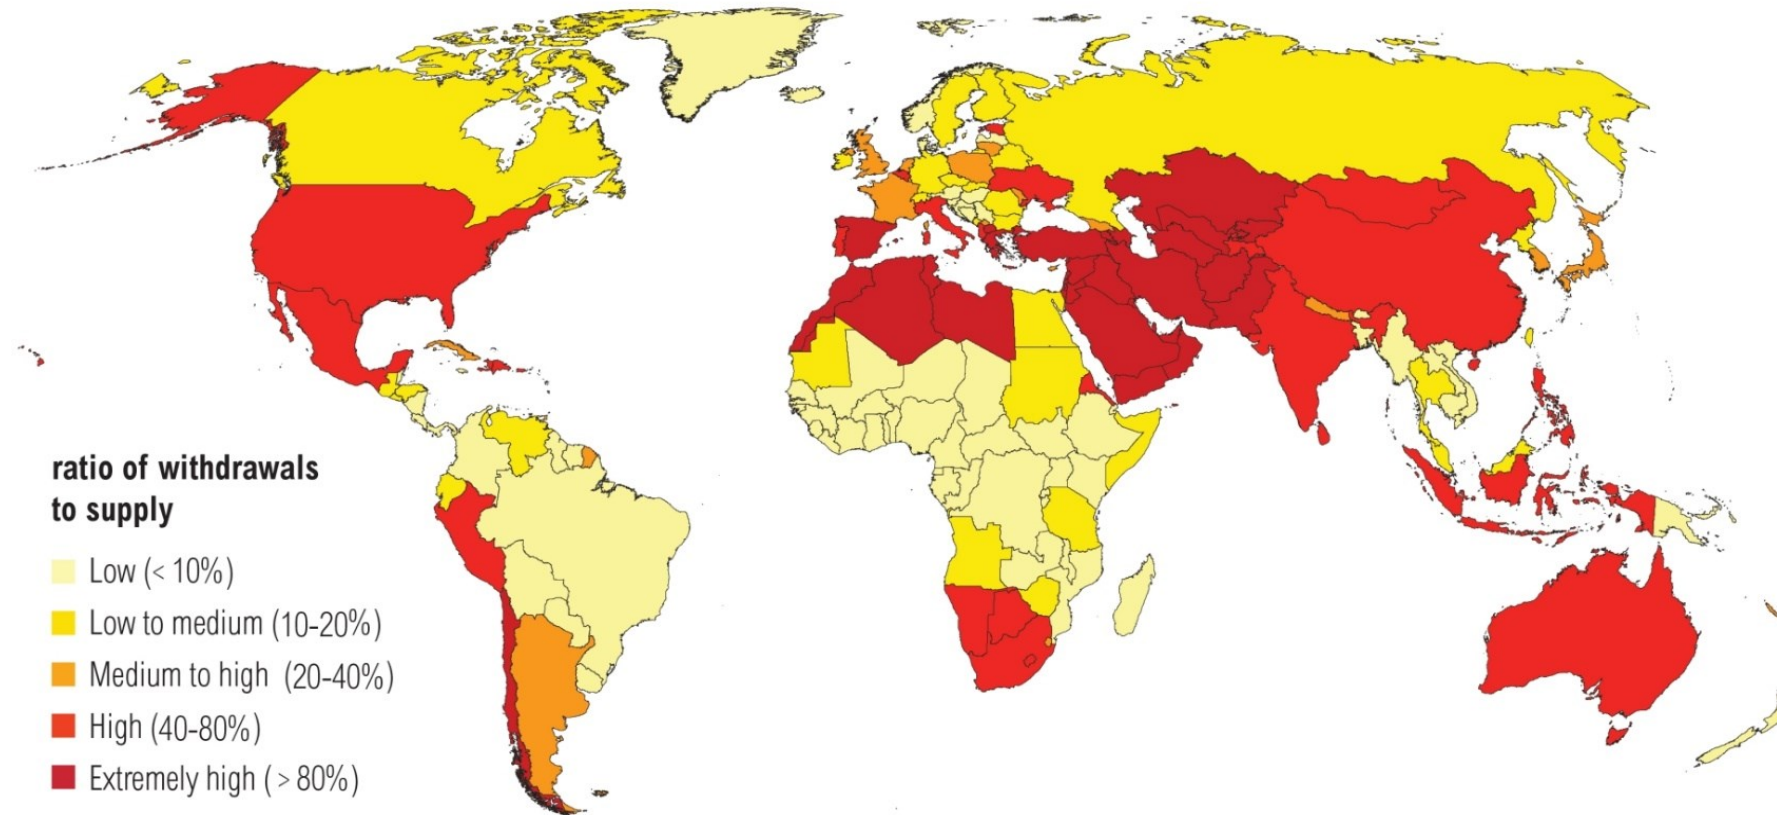 ratio of withdrawals
to supply
Low (< 10%)
Low to medium (10-20%)
Medium to high (20-40%)
High (40-80%)
Extremely high ( > 80%)